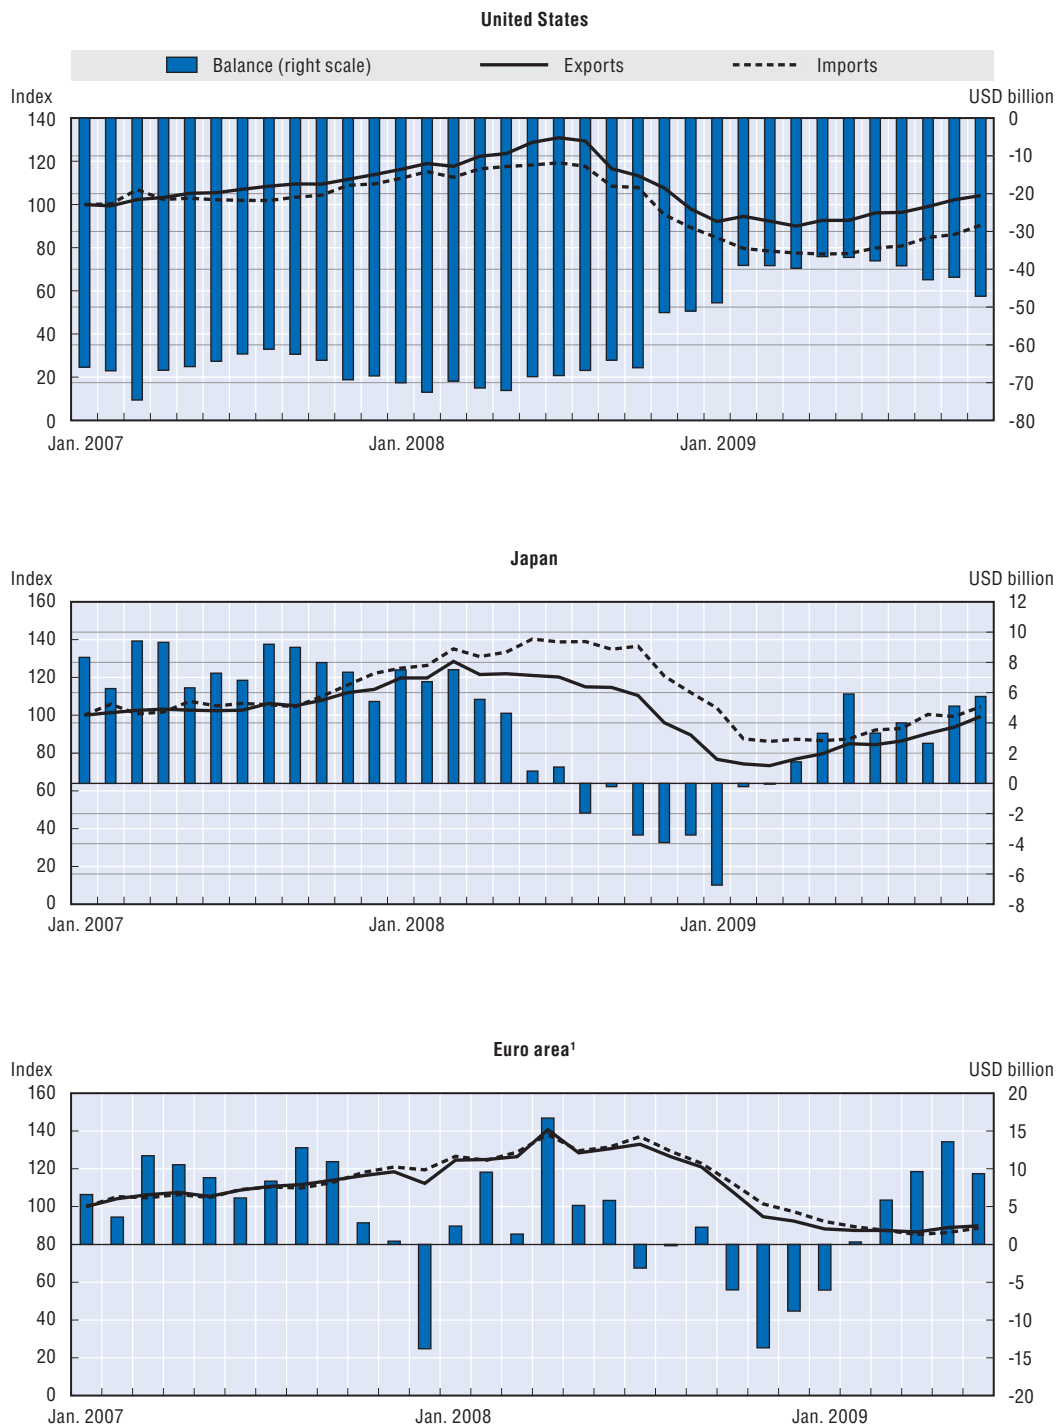 United States
Balance (right scale) Exports Imports
Index USD billion
140 0
120 -10
100 -20
80 -30
60 -40
40 -50
20 -60
0 -70
-80
Jan. 2007 Jan. 2008 Jan. 2009
Japan
Index USD billion
160 12
140 10
120 8
100 6
80 4
60 2
40 0
20 -2
0 -4
-6
-8
Jan. 2007 Jan. 2008 Jan. 2009
Euro area¹
Index USD billion
160 20
140 15
120 10
100 5
80 0
60 -5
40 -10
20 -15
0 -20
Jan. 2007 Jan. 2008 Jan. 2009